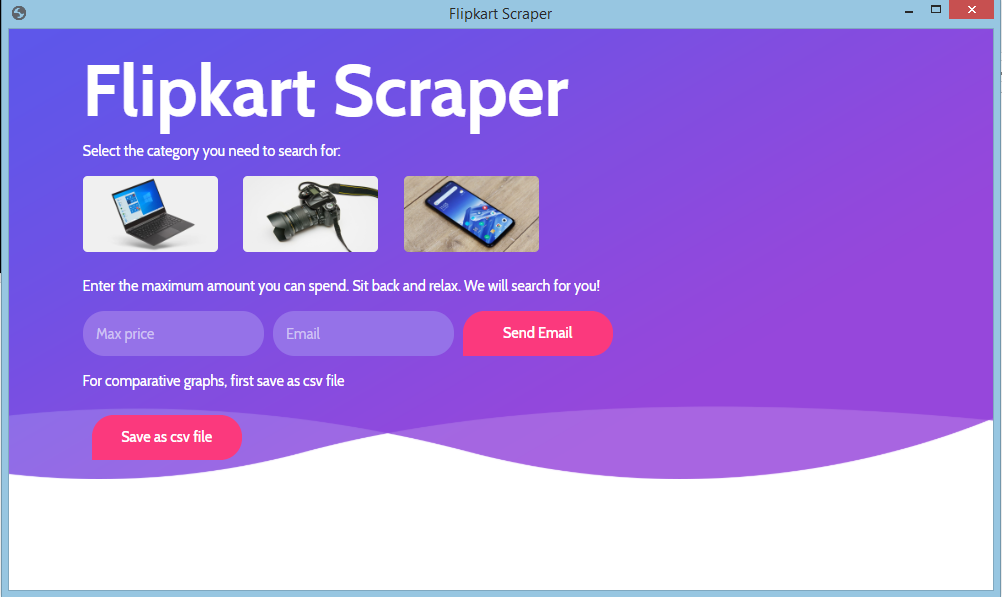 Flipkart Scraper
Flipkart Scraper
Select the category you need to search for:
Enter the maximum amount you can spend. Sit back and relax. We will search for you!
Max price
Email
Send Email
For comparative graphs, first save as csv file
Save as csv file